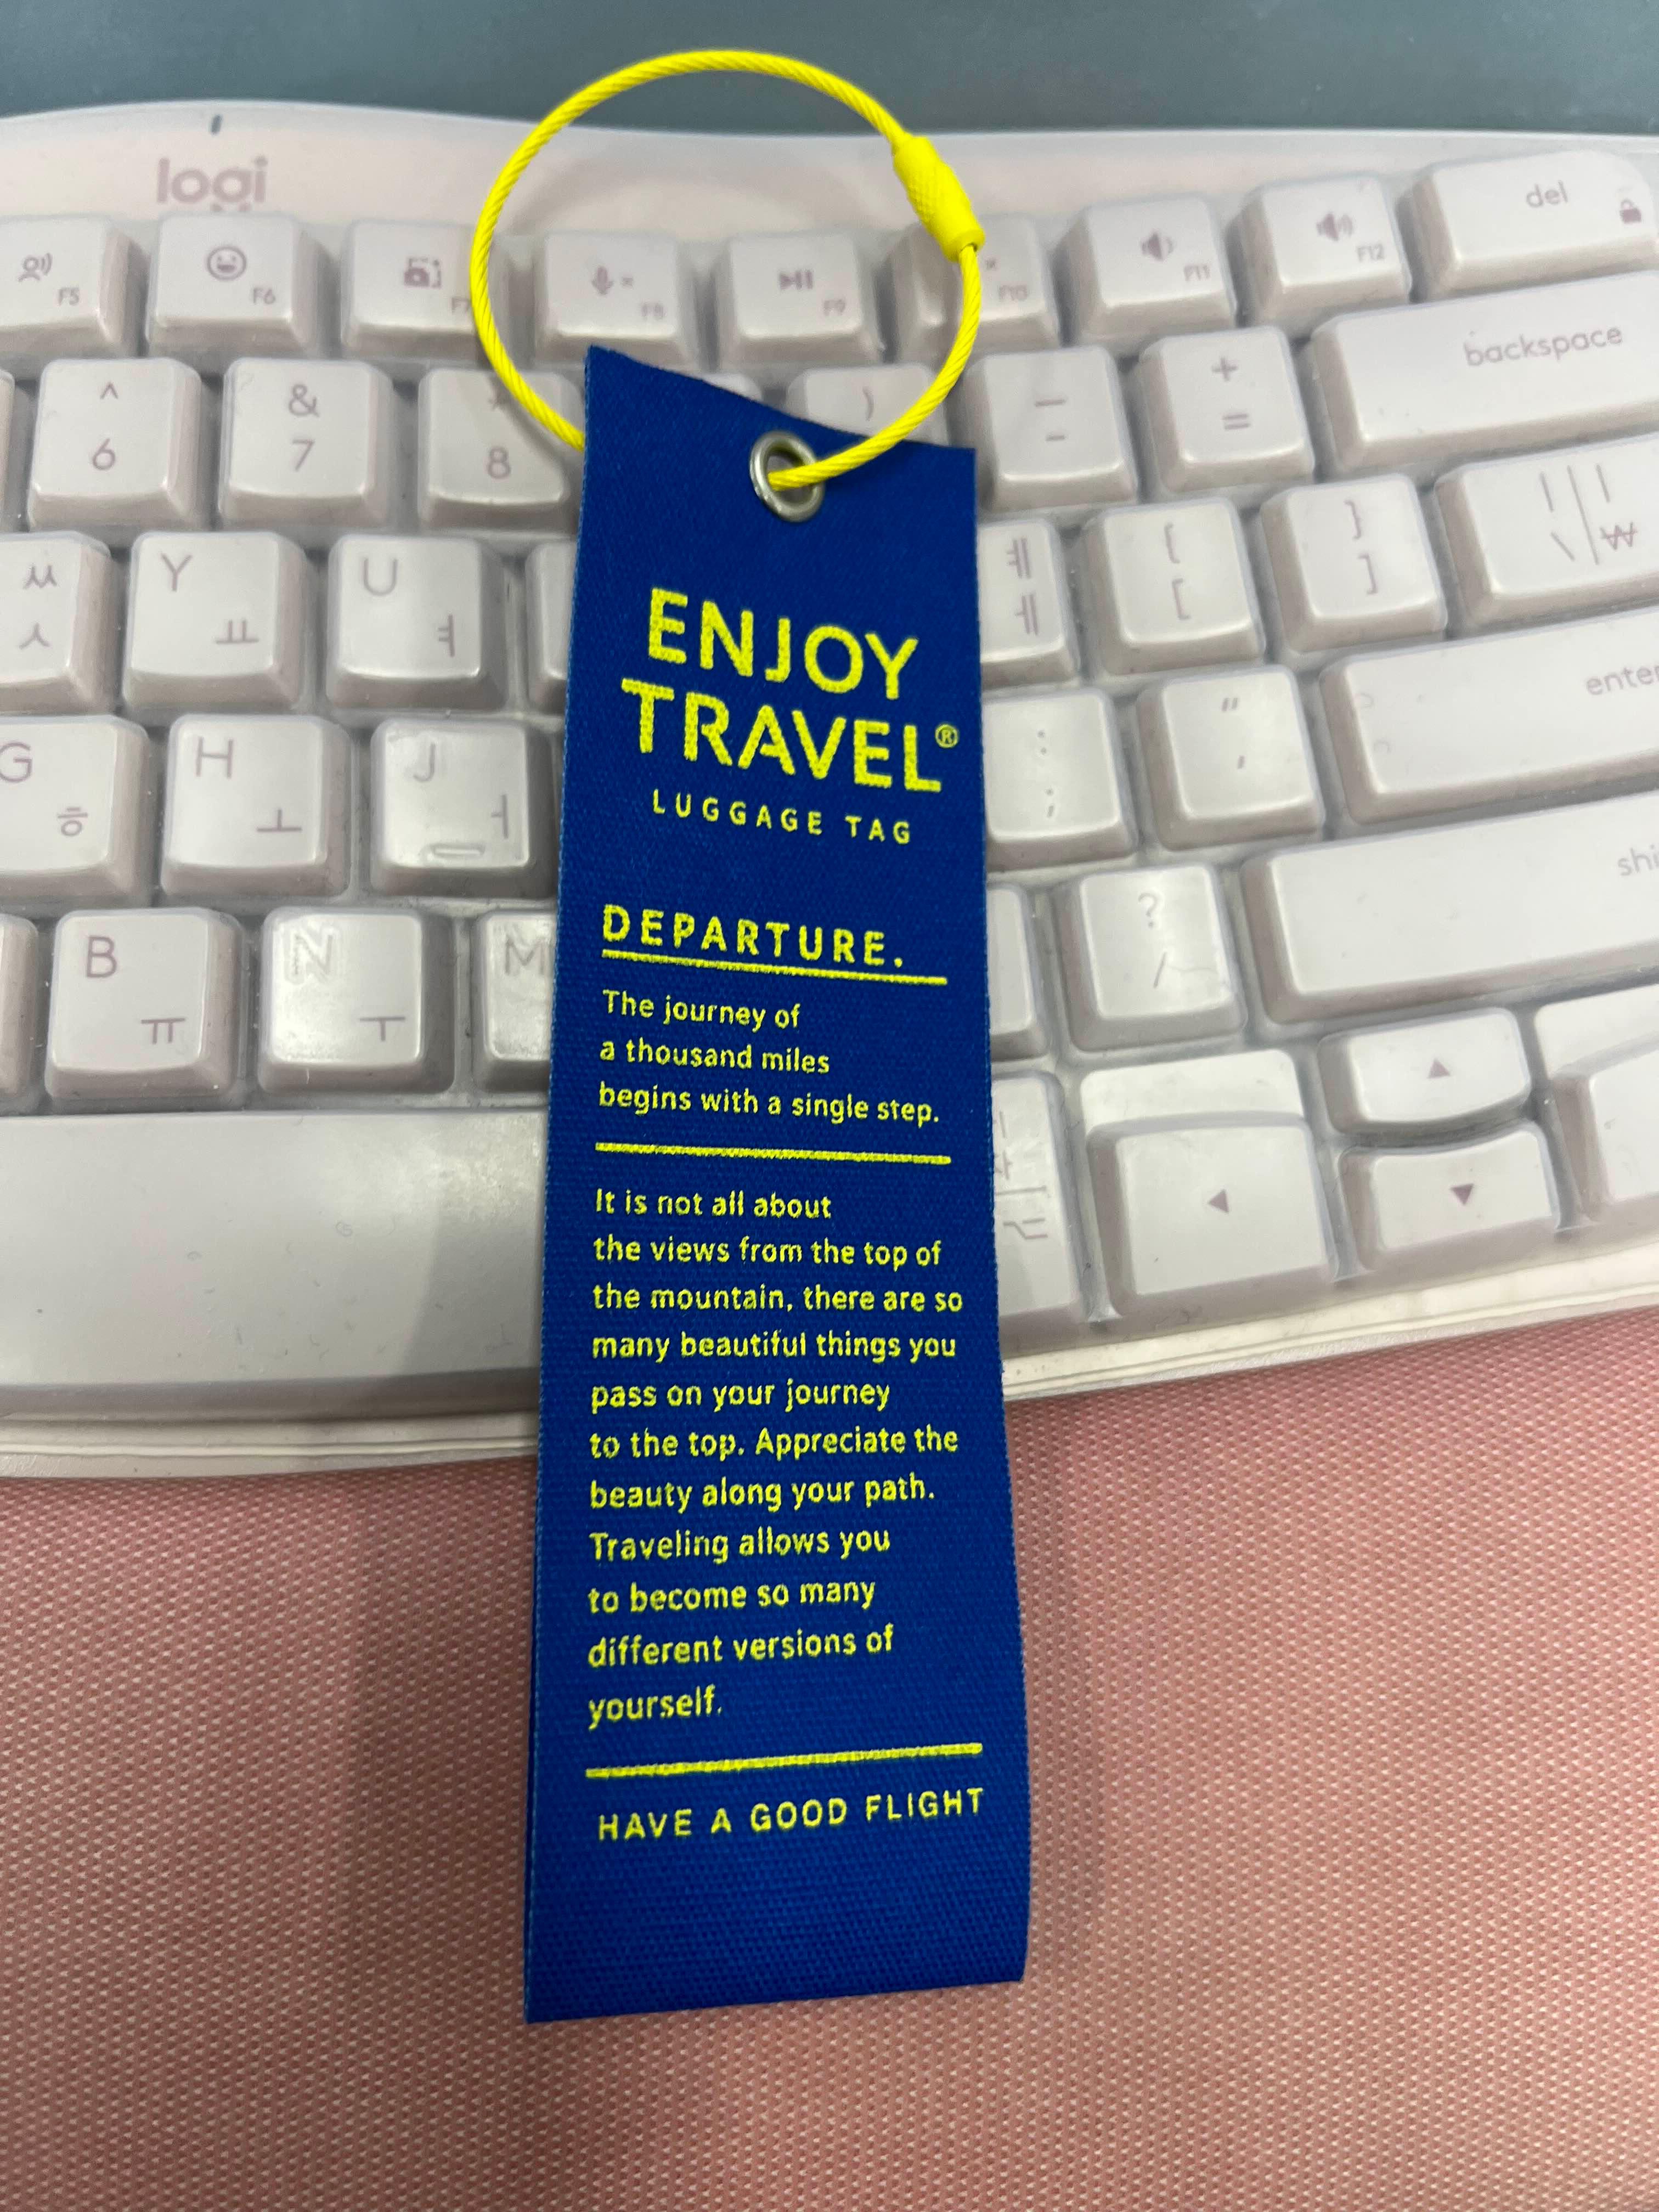 logi
F5
F6
F7
F8
F9
F10
F11
F12
del
^
6
&
7
*
8
)
—
-
+
=
backspace
ㅆ
ㅅ
Y
ㅛ
U
ㅕ
ㅖ
ㅔ
{
[
}
]
|
\
₩
G
ㅎ
H
ㅗ
J
ㅓ
:
;
"
'
enter
B
ㅠ
N
ㅜ
M
?
/
ENJOY
TRAVEL®
LUGGAGE TAG
DEPARTURE.
The journey of
a thousand miles
begins with a single step.
It is not all about
the views from the top of
the mountain, there are so
many beautiful things you
pass on your journey
to the top. Appreciate the
beauty along your path.
Traveling allows you
to become so many
different versions of
yourself.
HAVE A GOOD FLIGHT